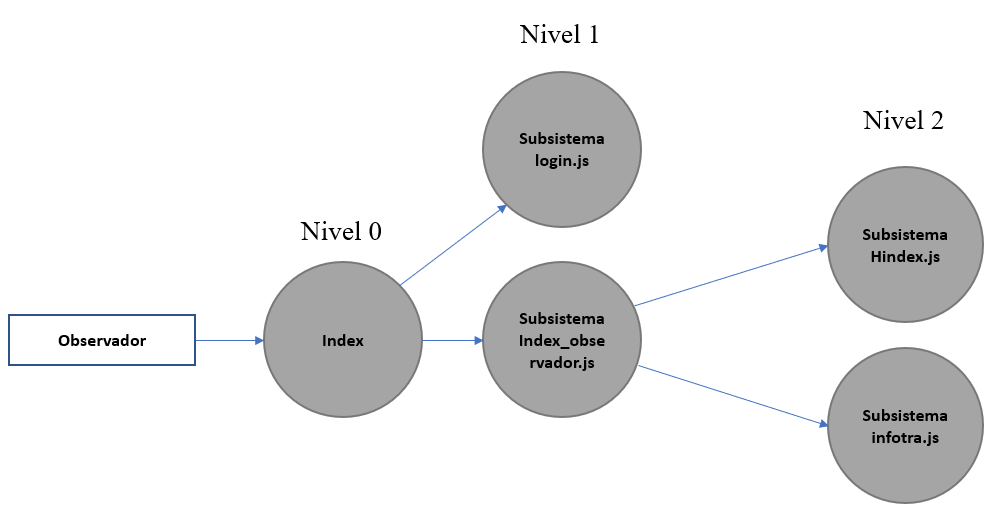 Nivel 1
Subsistema
login.js
Nivel 2
Subsistema
Hindex.js
Nivel 0
Observador
Index
Subsistema
Index_obse
rvador.js
Subsistema
infotra.js